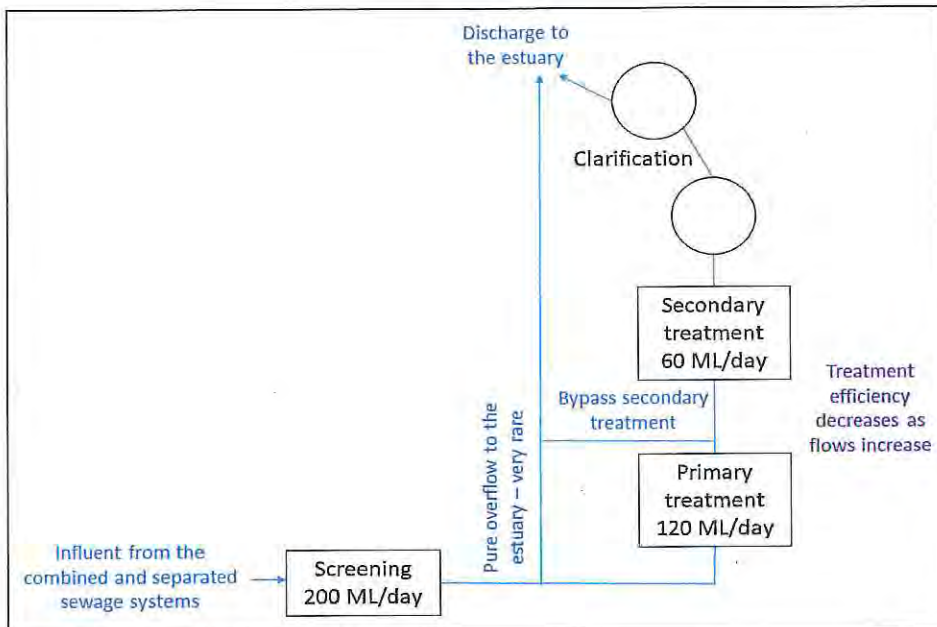 Discharge to
the estuary
Clarification
Secondary
treatment
60 ML/day
Treatment
efficiency
decreases as
flows increase
Bypass secondary
treatment
Pure overflow to the
estuary – very rare
Primary
treatment
120 ML/day
Influent from the
combined and separated
sewage systems
Screening
200 ML/day